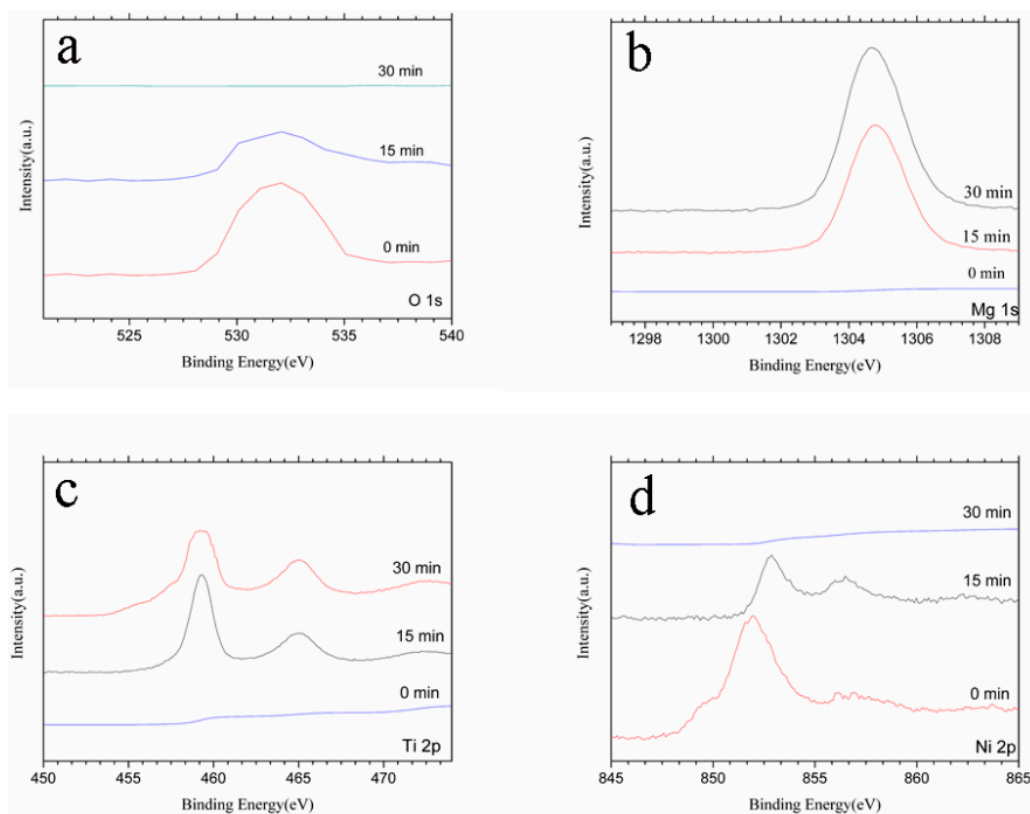 a
30 min
15 min
0 min
O 1s
Intensity(a.u.)
525 530 535 540
Binding Energy(eV)
b
30 min
15 min
0 min
Mg 1s
Intensity(a.u.)
1298 1300 1302 1304 1306 1308
Binding Energy(eV)
c
30 min
15 min
0 min
Ti 2p
Intensity(a.u.)
450 455 460 465 470
Binding Energy(eV)
d
30 min
15 min
0 min
Ni 2p
Intensity(a.u.)
845 850 855 860 865
Binding Energy(eV)